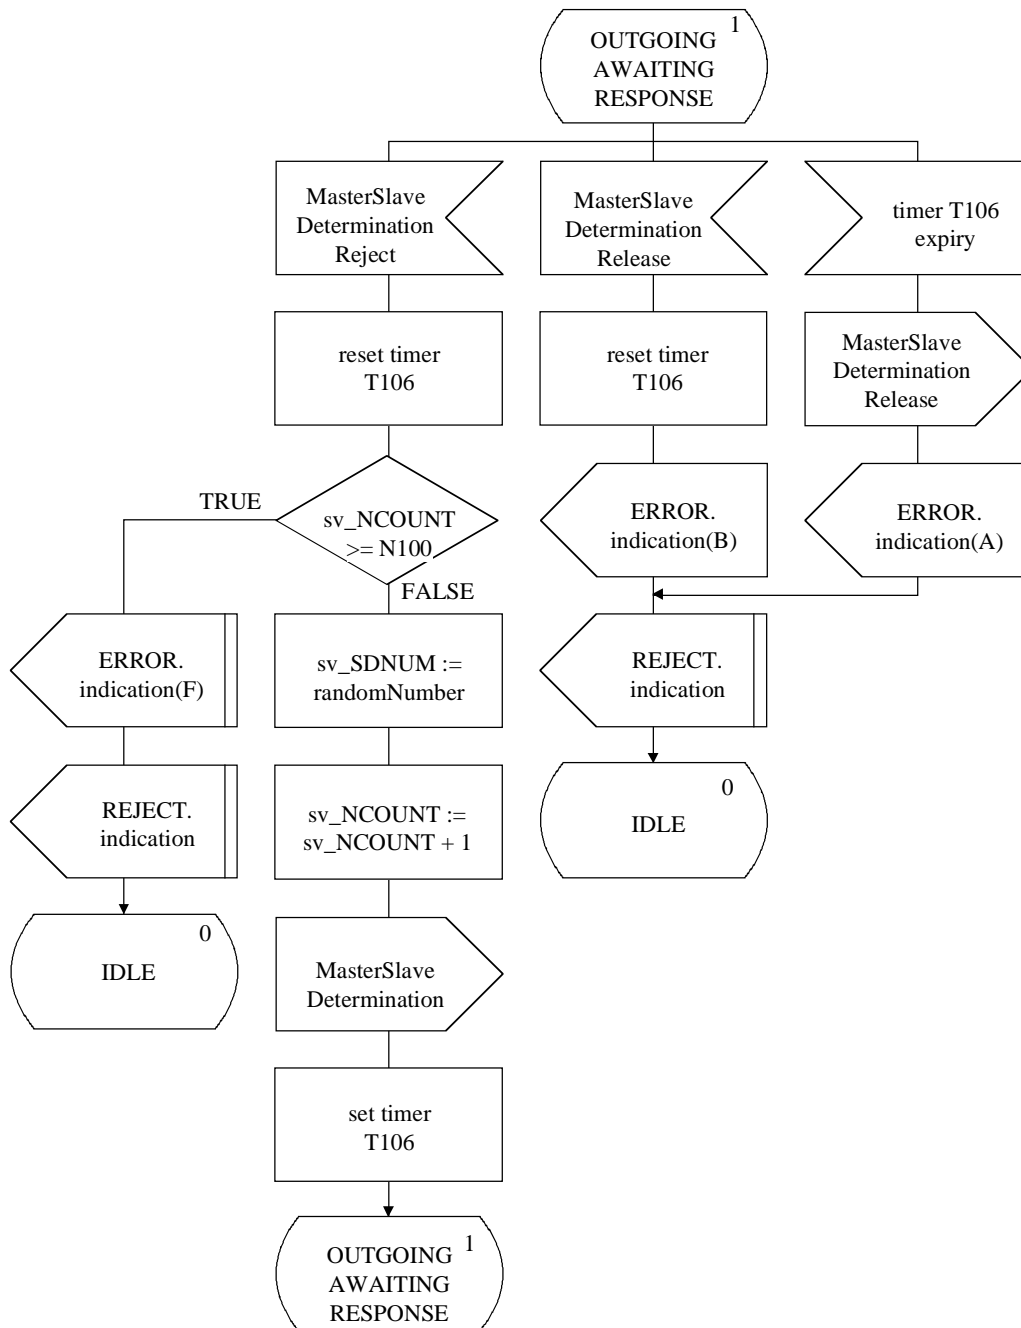 1
OUTGOING
AWAITING
RESPONSE
MasterSlave
Determination
Reject
MasterSlave
Determination
Release
timer T106
expiry
reset timer
T106
reset timer
T106
MasterSlave
Determination
Release
TRUE
sv_NCOUNT
>= N100
FALSE
ERROR.
indication(B)
ERROR.
indication(A)
ERROR.
indication(F)
sv_SDNUM :=
randomNumber
REJECT.
indication
REJECT.
indication
sv_NCOUNT :=
sv_NCOUNT + 1
0
IDLE
0
IDLE
MasterSlave
Determination
set timer
T106
1
OUTGOING
AWAITING
RESPONSE